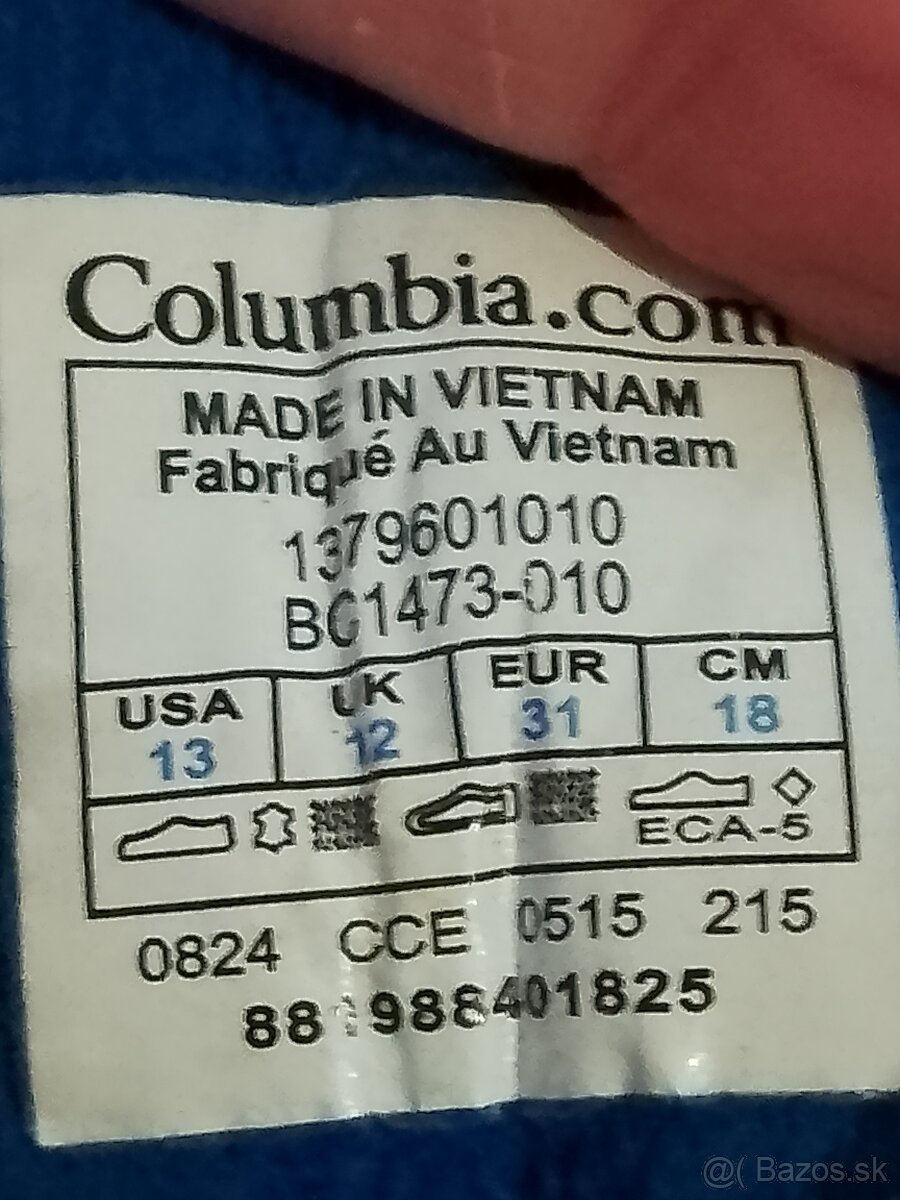 Columbia.com
MADE IN VIETNAM
Fabriqué Au Vietnam
1379601010
BC1473-010
USA UK EUR CM
13 12 31 18
ECA-5
0824 CCE 0515 215
@( Bazos.sk